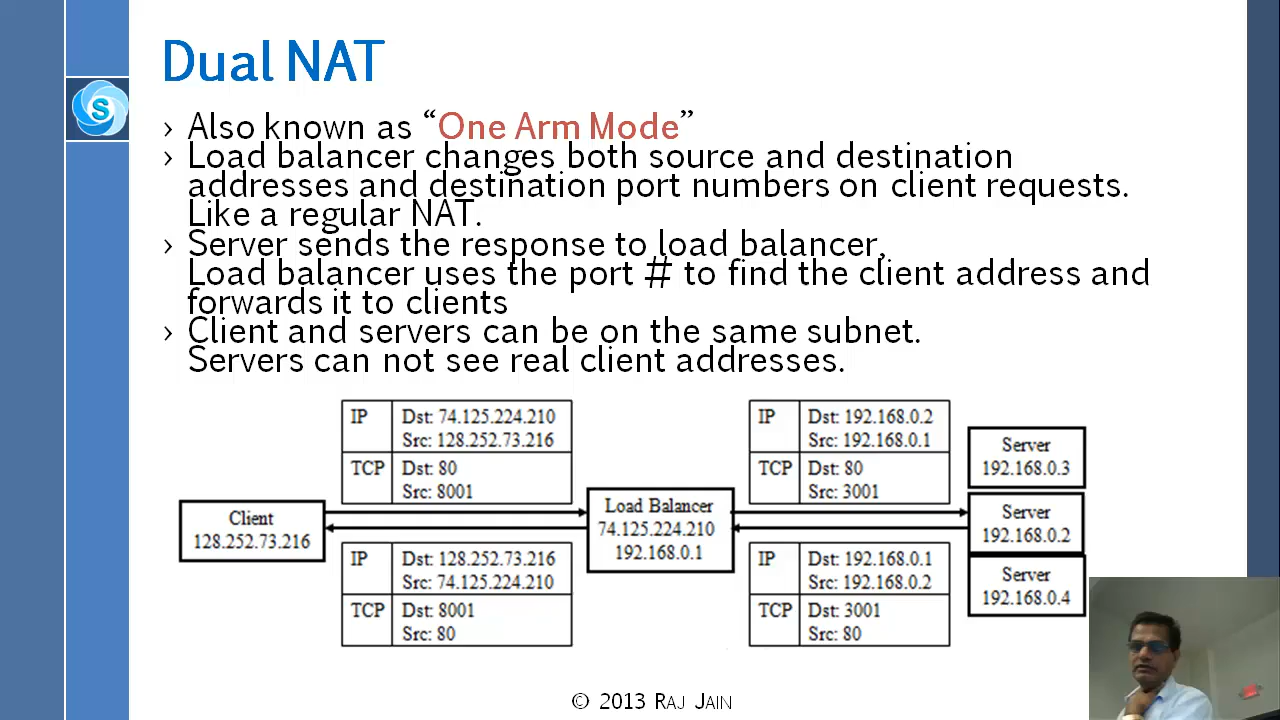 Dual NAT
› Also known as “One Arm Mode”
› Load balancer changes both source and destination
addresses and destination port numbers on client requests.
Like a regular NAT.
› Server sends the response to load balancer,
Load balancer uses the port # to find the client address and
forwards it to clients
› Client and servers can be on the same subnet.
Servers can not see real client addresses.
S
IP
Dst: 74.125.224.210
Src: 128.252.73.216
TCP
Dst: 80
Src: 8001
IP
Dst: 192.168.0.2
Src: 192.168.0.1
TCP
Dst: 80
Src: 3001
Client
128.252.73.216
Load Balancer
74.125.224.210
192.168.0.1
Server
192.168.0.3
Server
192.168.0.2
Server
192.168.0.4
IP
Dst: 128.252.73.216
Src: 74.125.224.210
TCP
Dst: 8001
Src: 80
IP
Dst: 192.168.0.1
Src: 192.168.0.2
TCP
Dst: 3001
Src: 80
© 2013 RAJ JAIN